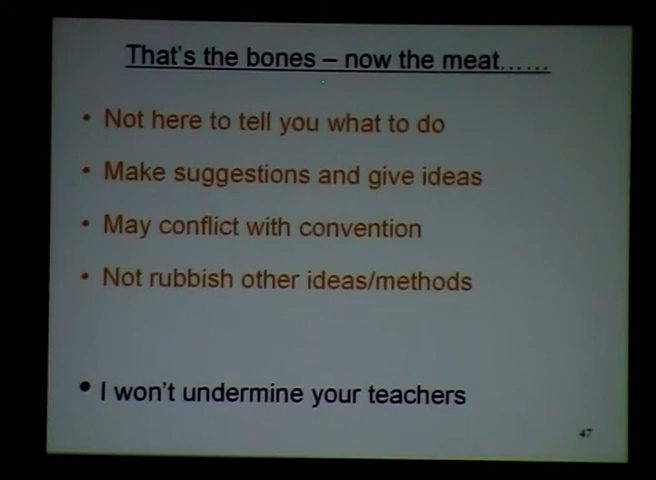 That's the bones – now the meat……
• Not here to tell you what to do
• Make suggestions and give ideas
• May conflict with convention
• Not rubbish other ideas/methods
• I won't undermine your teachers
47